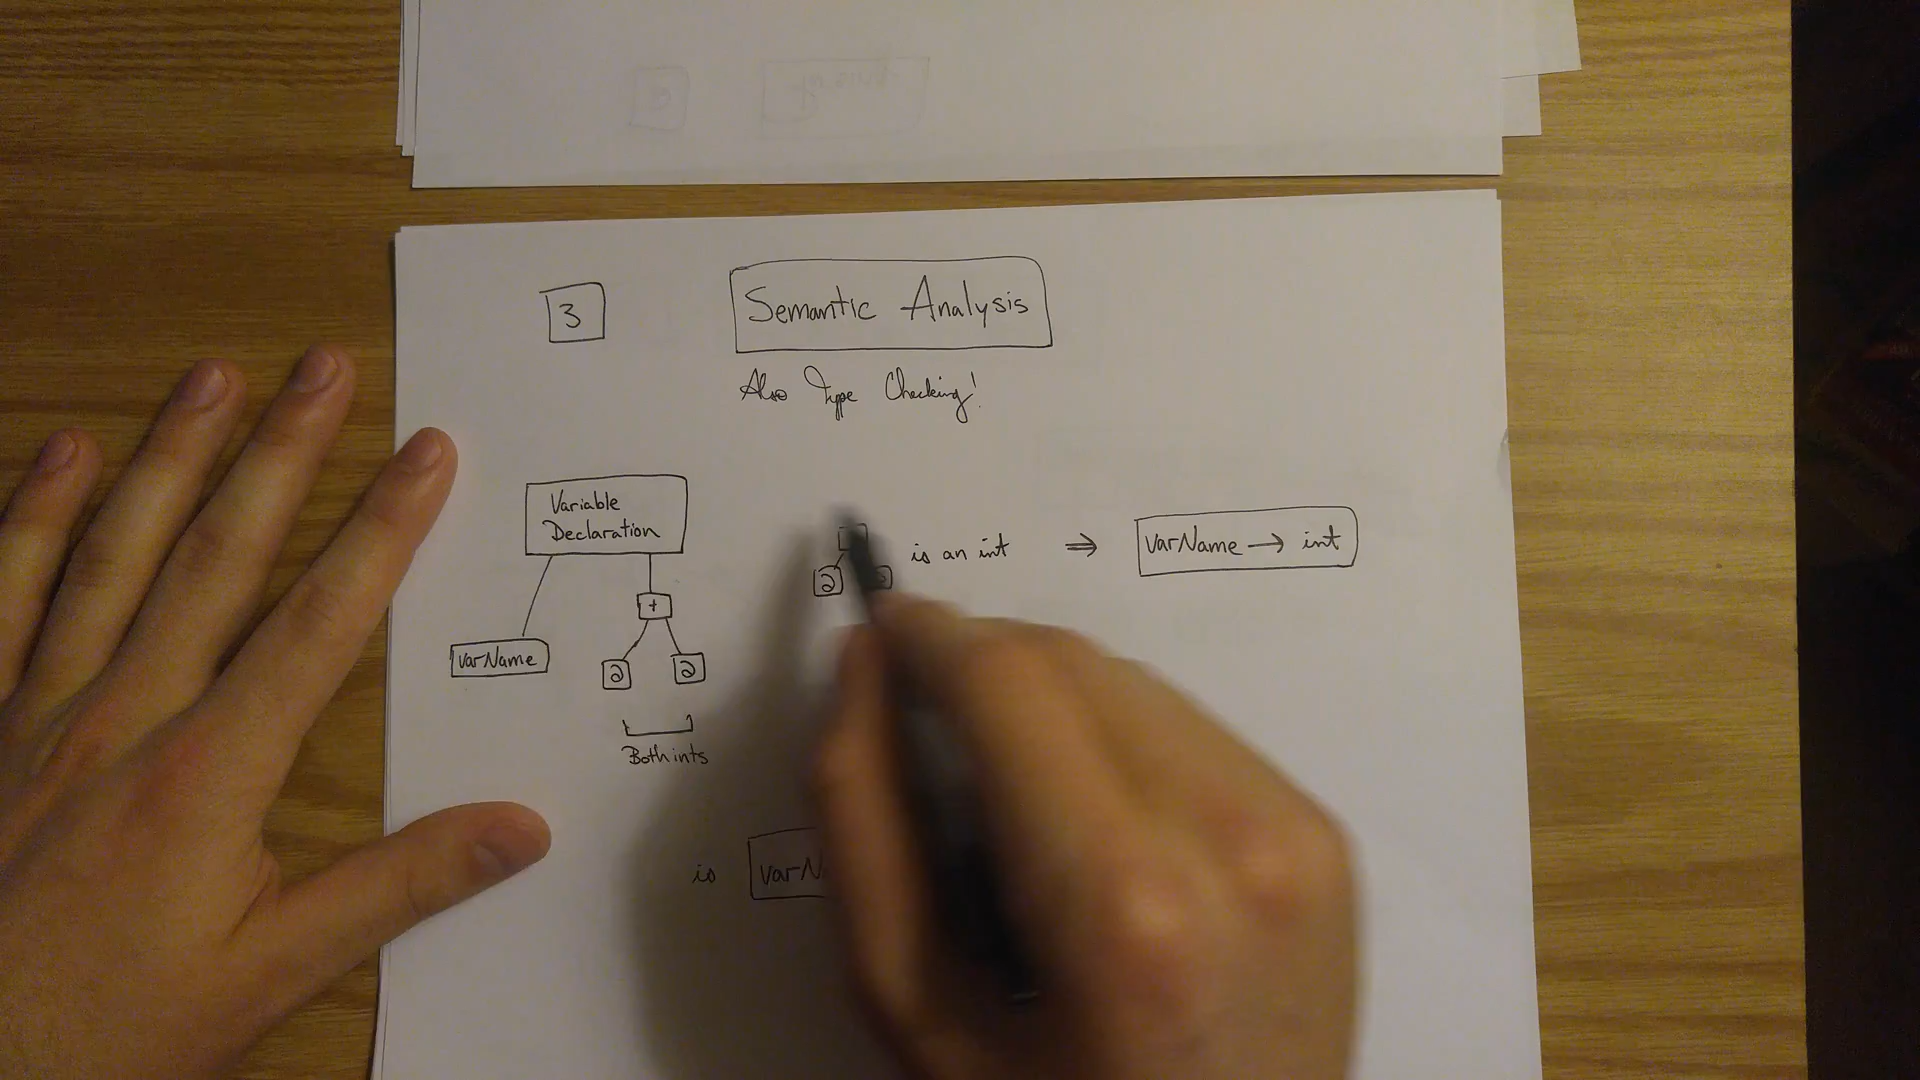 3
Semantic Analysis
Also Type Checking!
Variable
Declaration
is an int ⇒ varName → int
+
varName
2 2
2
Both ints
is